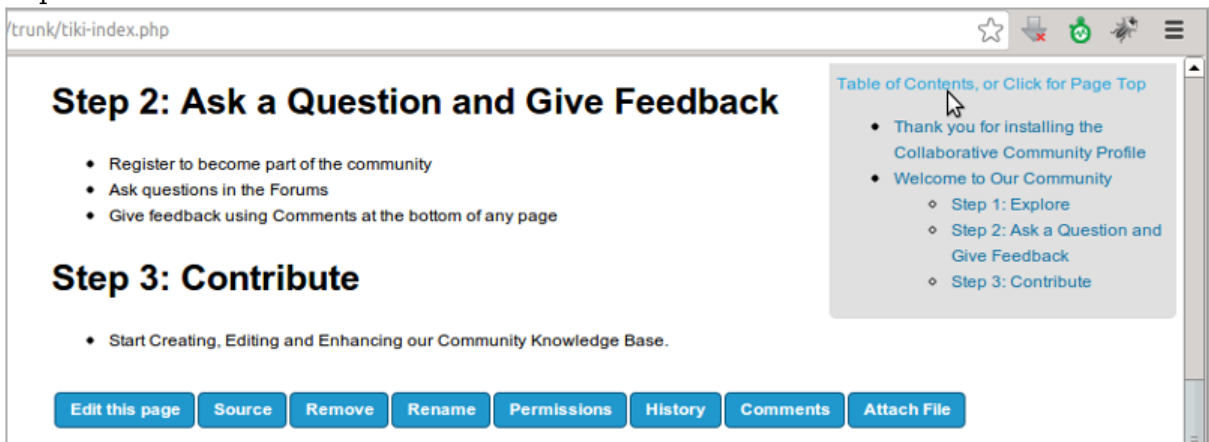 /trunk/tiki-index.php
Step 2: Ask a Question and Give Feedback
Register to become part of the community
Ask questions in the Forums
Give feedback using Comments at the bottom of any page
Step 3: Contribute
Start Creating, Editing and Enhancing our Community Knowledge Base.
Edit this page
Source
Remove
Rename
Permissions
History
Comments
Attach File
Table of Contents, or Click for Page Top
Thank you for installing the
Collaborative Community Profile
Welcome to Our Community
Step 1: Explore
Step 2: Ask a Question and
Give Feedback
Step 3: Contribute